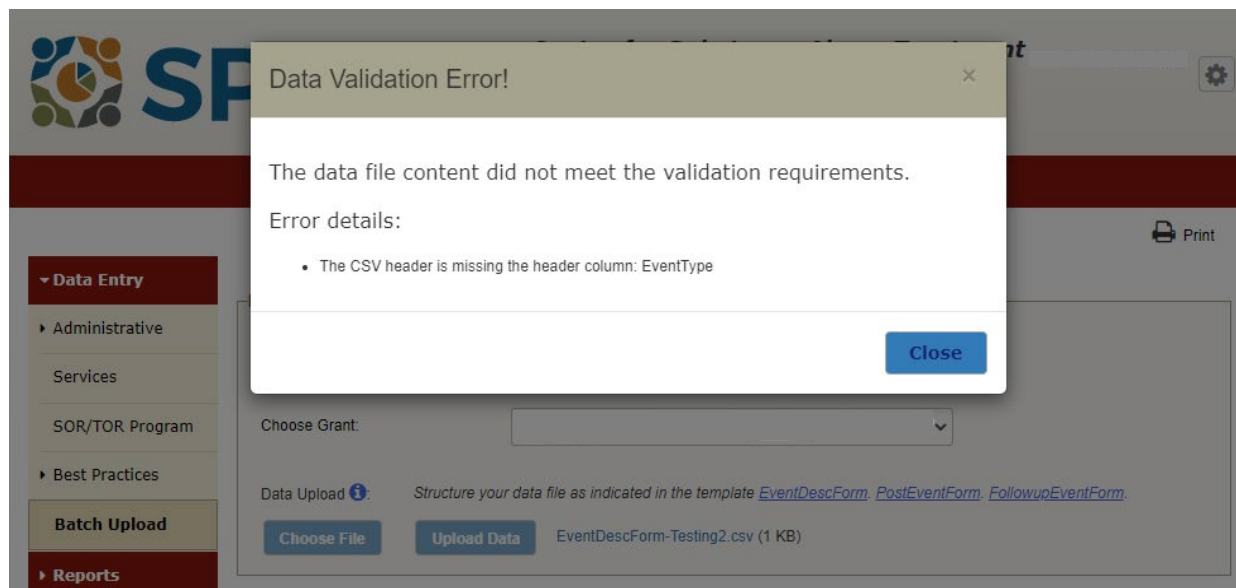 SP
nt
Data Validation Error!
×
The data file content did not meet the validation requirements.
Error details:
• The CSV header is missing the header column: EventType
Close
Print
Data Entry
Administrative
Services
SOR/TOR Program
Best Practices
Batch Upload
Reports
Choose Grant:
Data Upload : Structure your data file as indicated in the template EventDescForm. PostEventForm. FollowupEventForm.
Choose File Upload Data EventDescForm-Testing2.csv (1 KB)